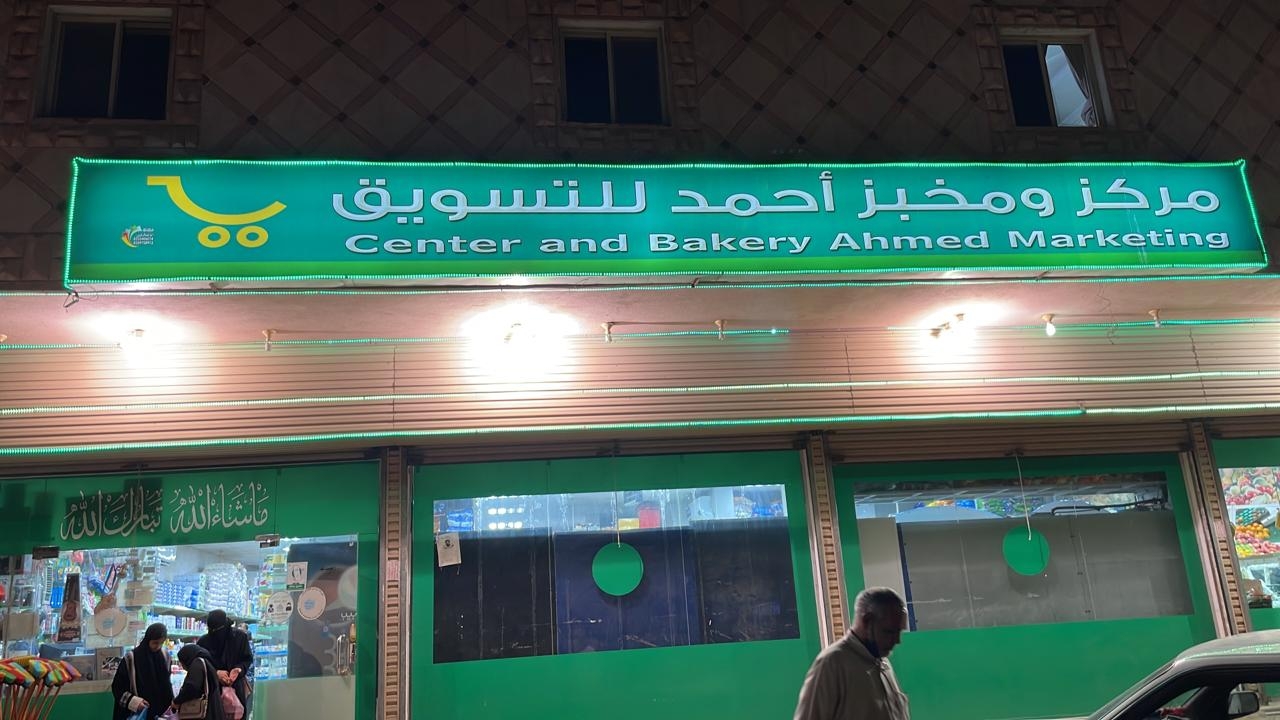 مركز ومخبز أحمد للتسويق
Center and Bakery Ahmed Marketing
ماشاء الله تبارك الله